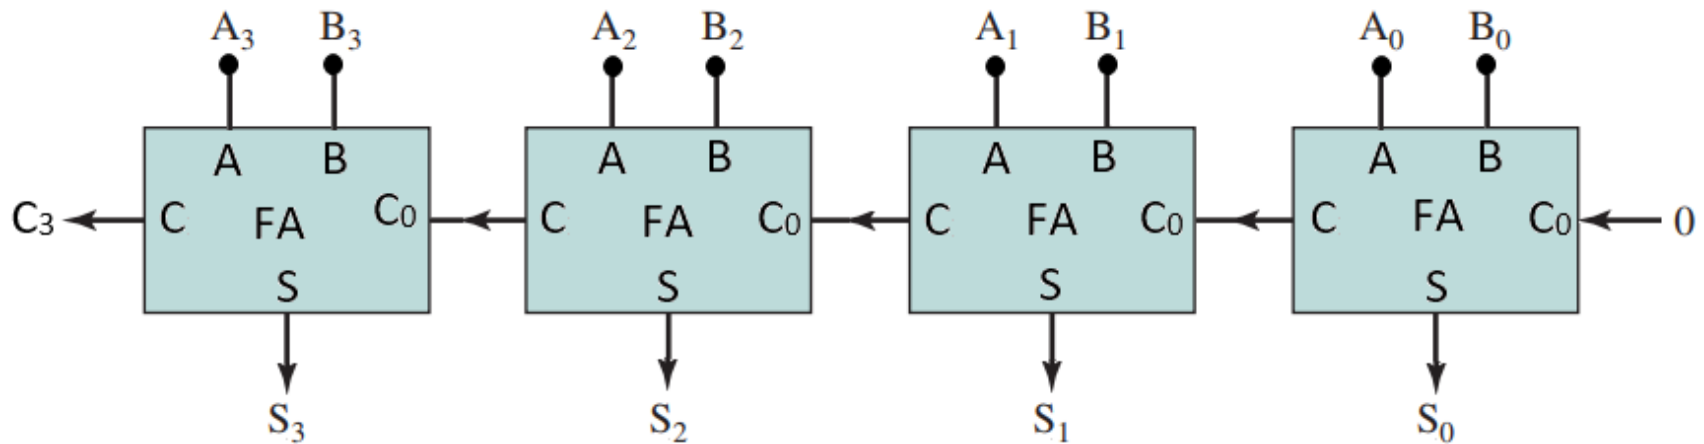 A₃ B₃ A₂ B₂ A₁ B₁ A₀ B₀
A B A B A B A B
C₃ C FA C₀ C FA C₀ C FA C₀ C FA C₀ 0
S S S S
S₃ S₂ S₁ S₀